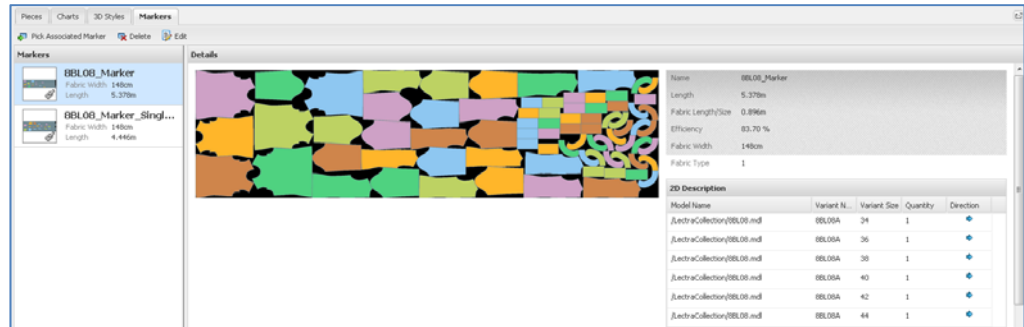 Pieces Charts 3D Styles Markers
Pick Associated Marker Delete Edit
Markers
8BL08_Marker
Fabric Width 148cm
Length 5.378m
8BL08_Marker_Singl...
Fabric Width 148cm
Length 4.446m
Details
Name 8BL08_Marker
Length 5.378m
Fabric Length/Size 0.896m
Efficiency 83.70 %
Fabric Width 148cm
Fabric Type 1
2D Description
Model Name Variant N... Variant Size Quantity Direction
/LectraCollection/8BL08.mdl 8BL08A 34 1
/LectraCollection/8BL08.mdl 8BL08A 36 1
/LectraCollection/8BL08.mdl 8BL08A 38 1
/LectraCollection/8BL08.mdl 8BL08A 40 1
/LectraCollection/8BL08.mdl 8BL08A 42 1
/LectraCollection/8BL08.mdl 8BL08A 44 1